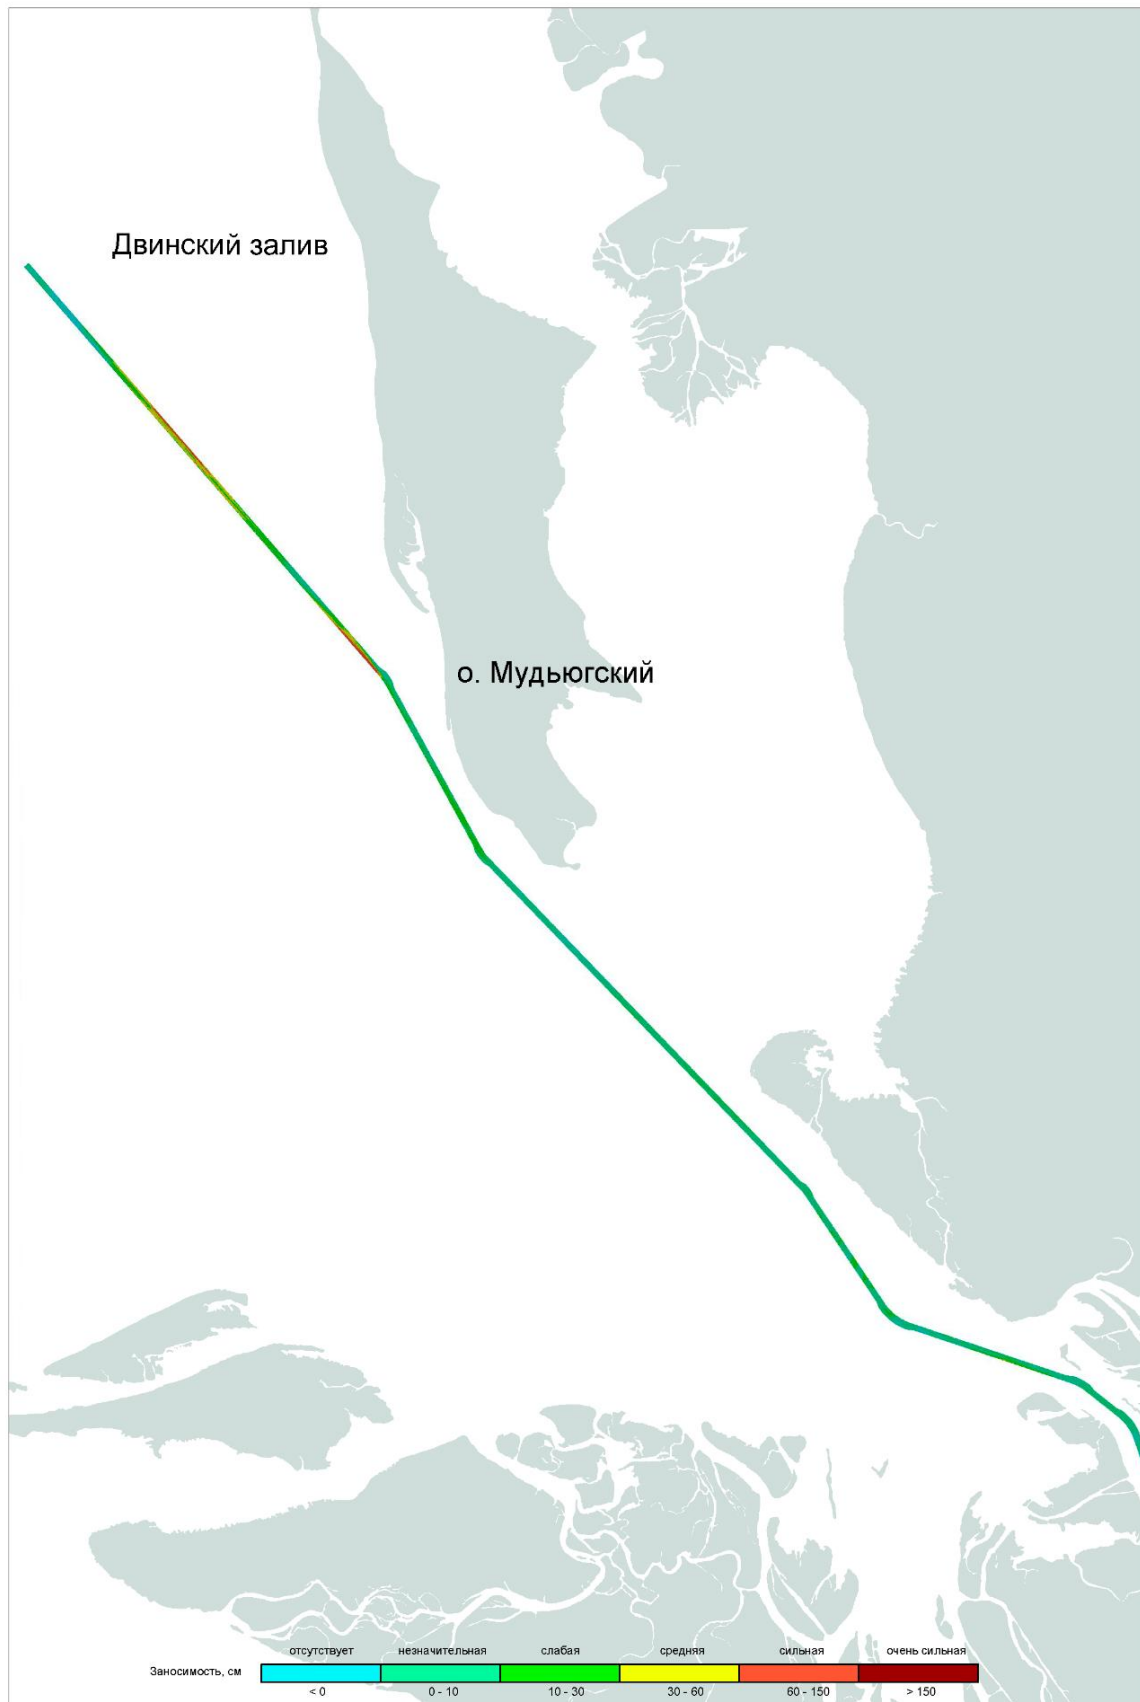 Двинский залив
о. Мудьюгский
отсутствует незначительная слабая средняя сильная очень сильная
Заносимость, см
< 0 0 - 10 10 - 30 30 - 60 60 - 150 > 150